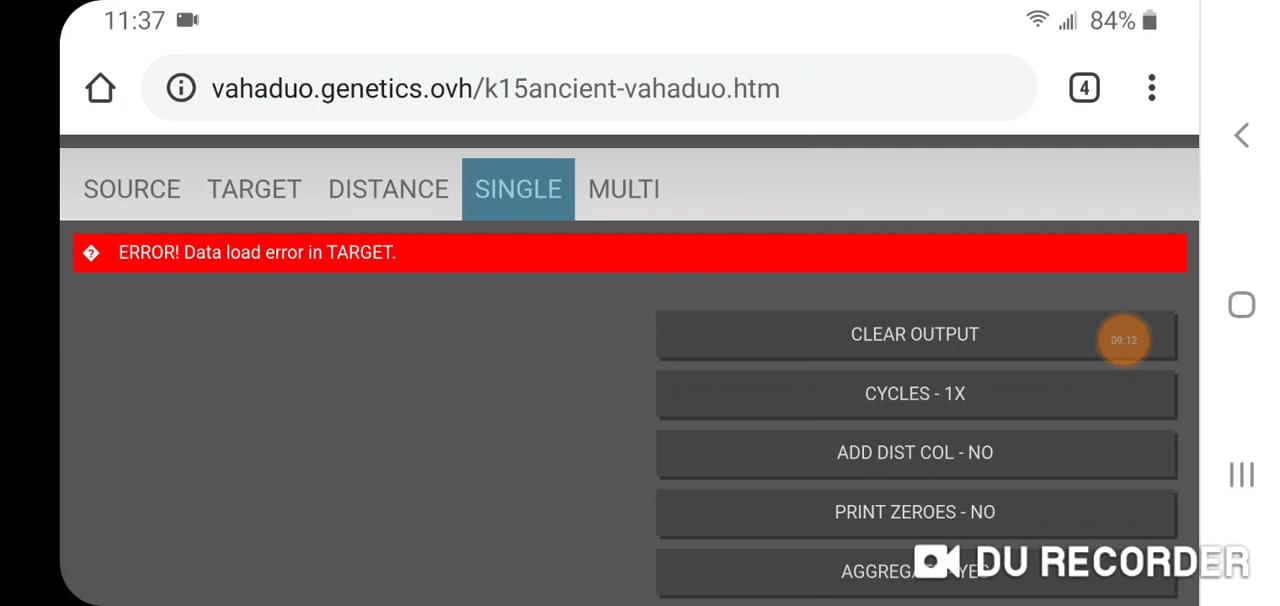 11:37 84%
vahaduo.genetics.ovh/k15ancient-vahaduo.htm 4
SOURCE TARGET DISTANCE SINGLE MULTI
ERROR! Data load error in TARGET.
CLEAR OUTPUT 09:12
CYCLES - 1X
ADD DIST COL - NO
PRINT ZEROES - NO
DU RECORDER